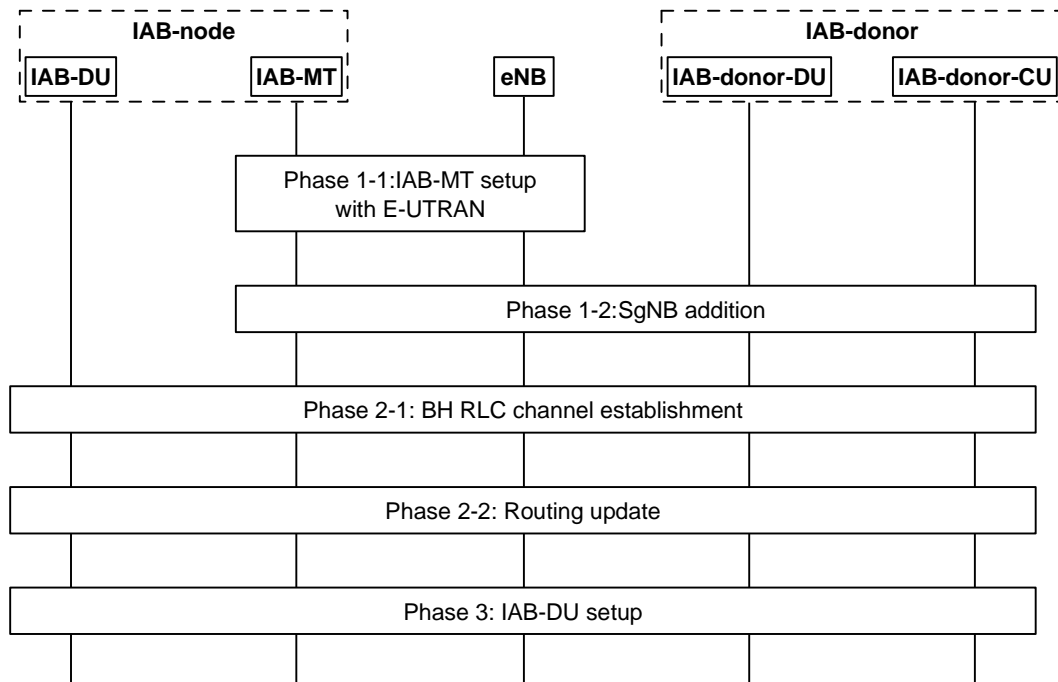 IAB-node
IAB-donor
IAB-DU
IAB-MT
eNB
IAB-donor-DU
IAB-donor-CU
Phase 1-1:IAB-MT setup
with E-UTRAN
Phase 1-2:SgNB addition
Phase 2-1: BH RLC channel establishment
Phase 2-2: Routing update
Phase 3: IAB-DU setup